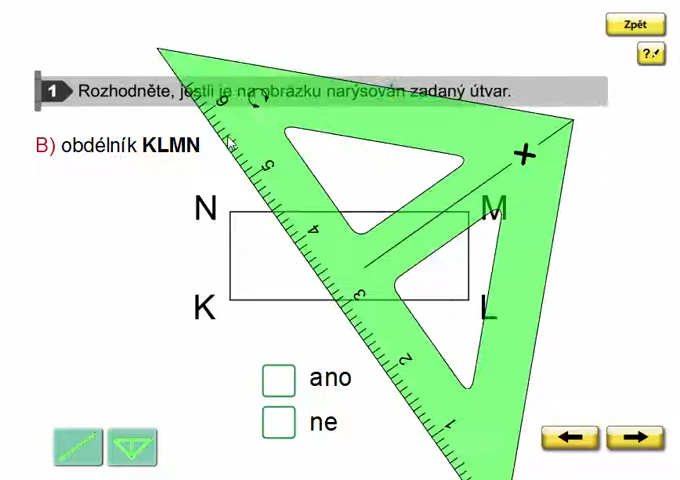 Zpět
?
1 Rozhodněte, jestli je na obrázku narýsován zadaný útvar.
B) obdélník KLMN
6
5
N M
4
3
K L
2
ano
1
ne